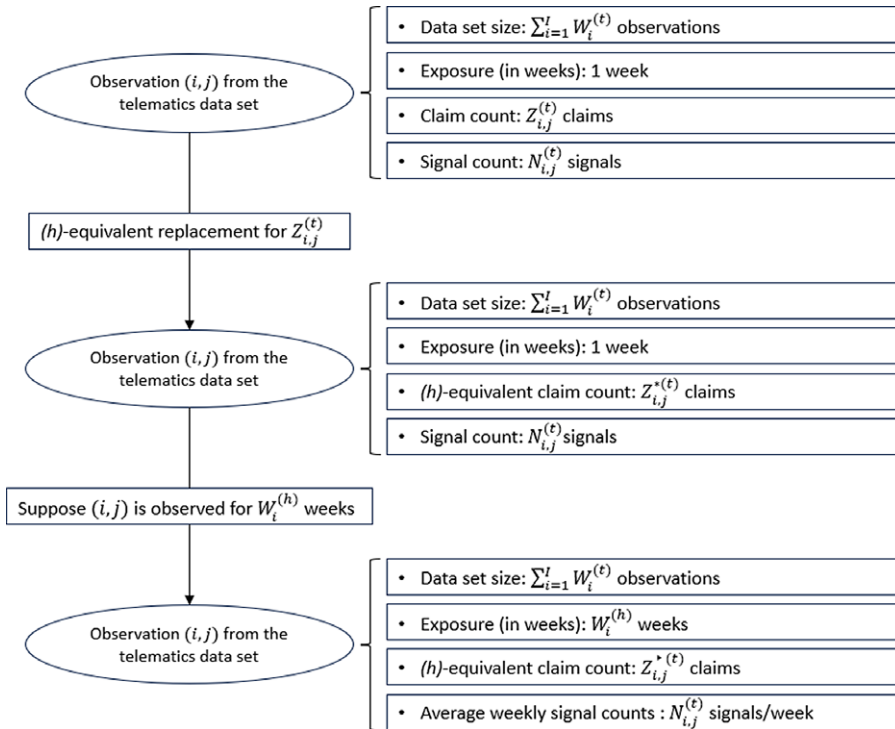 • Data set size: ∑_{i=1}^{I} W_i^{(t)} observations
Observation (i, j) from the
telematics data set
• Exposure (in weeks): 1 week
• Claim count: Z_{i,j}^{(t)} claims
• Signal count: N_{i,j}^{(t)} signals
(h)-equivalent replacement for Z_{i,j}^{(t)}
• Data set size: ∑_{i=1}^{I} W_i^{(t)} observations
Observation (i, j) from the
telematics data set
• Exposure (in weeks): 1 week
• (h)-equivalent claim count: Z_{i,j}^{*(t)} claims
• Signal count: N_{i,j}^{(t)} signals
Suppose (i, j) is observed for W_i^{(h)} weeks
• Data set size: ∑_{i=1}^{I} W_i^{(t)} observations
Observation (i, j) from the
telematics data set
• Exposure (in weeks): W_i^{(h)} weeks
• (h)-equivalent claim count: Z_{i,j}^{‣(t)} claims
• Average weekly signal counts : N_{i,j}^{(t)} signals/week